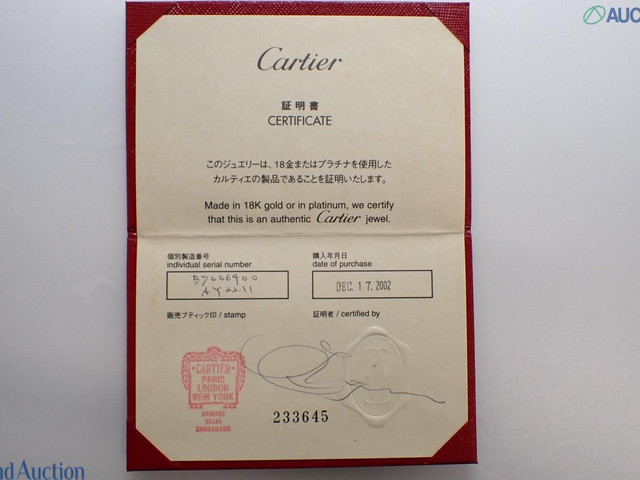 AUC
Cartier
証明書
CERTIFICATE
このジュエリーは、18金またはプラチナを使用した
カルティエの製品であることを証明いたします。
Made in 18K gold or in platinum, we certify
that this is an authentic Cartier jewel.
個別製造番号
individual serial number
購入年月日
date of purchase
AY2211
DEC. 17. 2002
販売ブティック印 / stamp
証明者 / certified by
CARTIER
PARIS
LONDON
NEW YORK
OSAKA
SHINSAIBASHI
233645
nd Auction